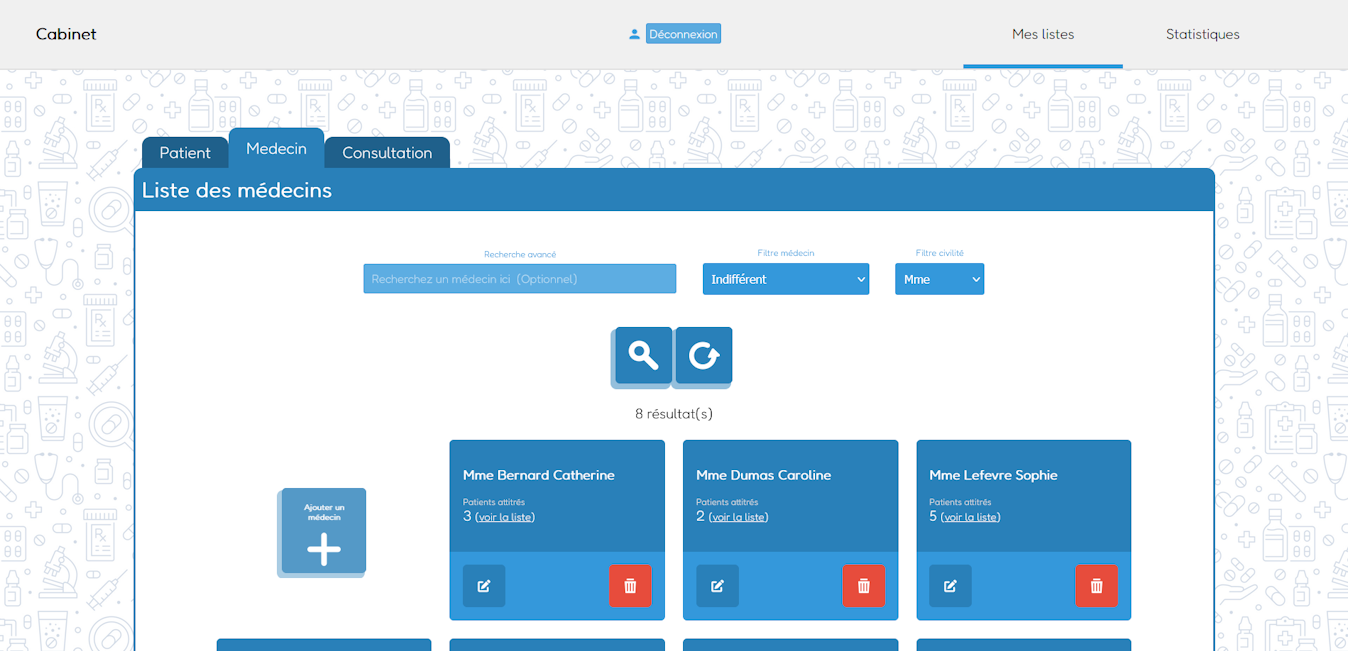 Cabinet
Déconnexion
Mes listes
Statistiques
Patient
Medecin
Consultation
Liste des médecins
Recherche avancé
Filtre médecin
Filtre civilité
Recherchez un médecin ici (Optionnel)
Indifférent
Mme
8 résultat(s)
Ajouter un
médecin
Mme Bernard Catherine
Patients attitrés
3 (voir la liste)
Mme Dumas Caroline
Patients attitrés
2 (voir la liste)
Mme Lefevre Sophie
Patients attitrés
5 (voir la liste)